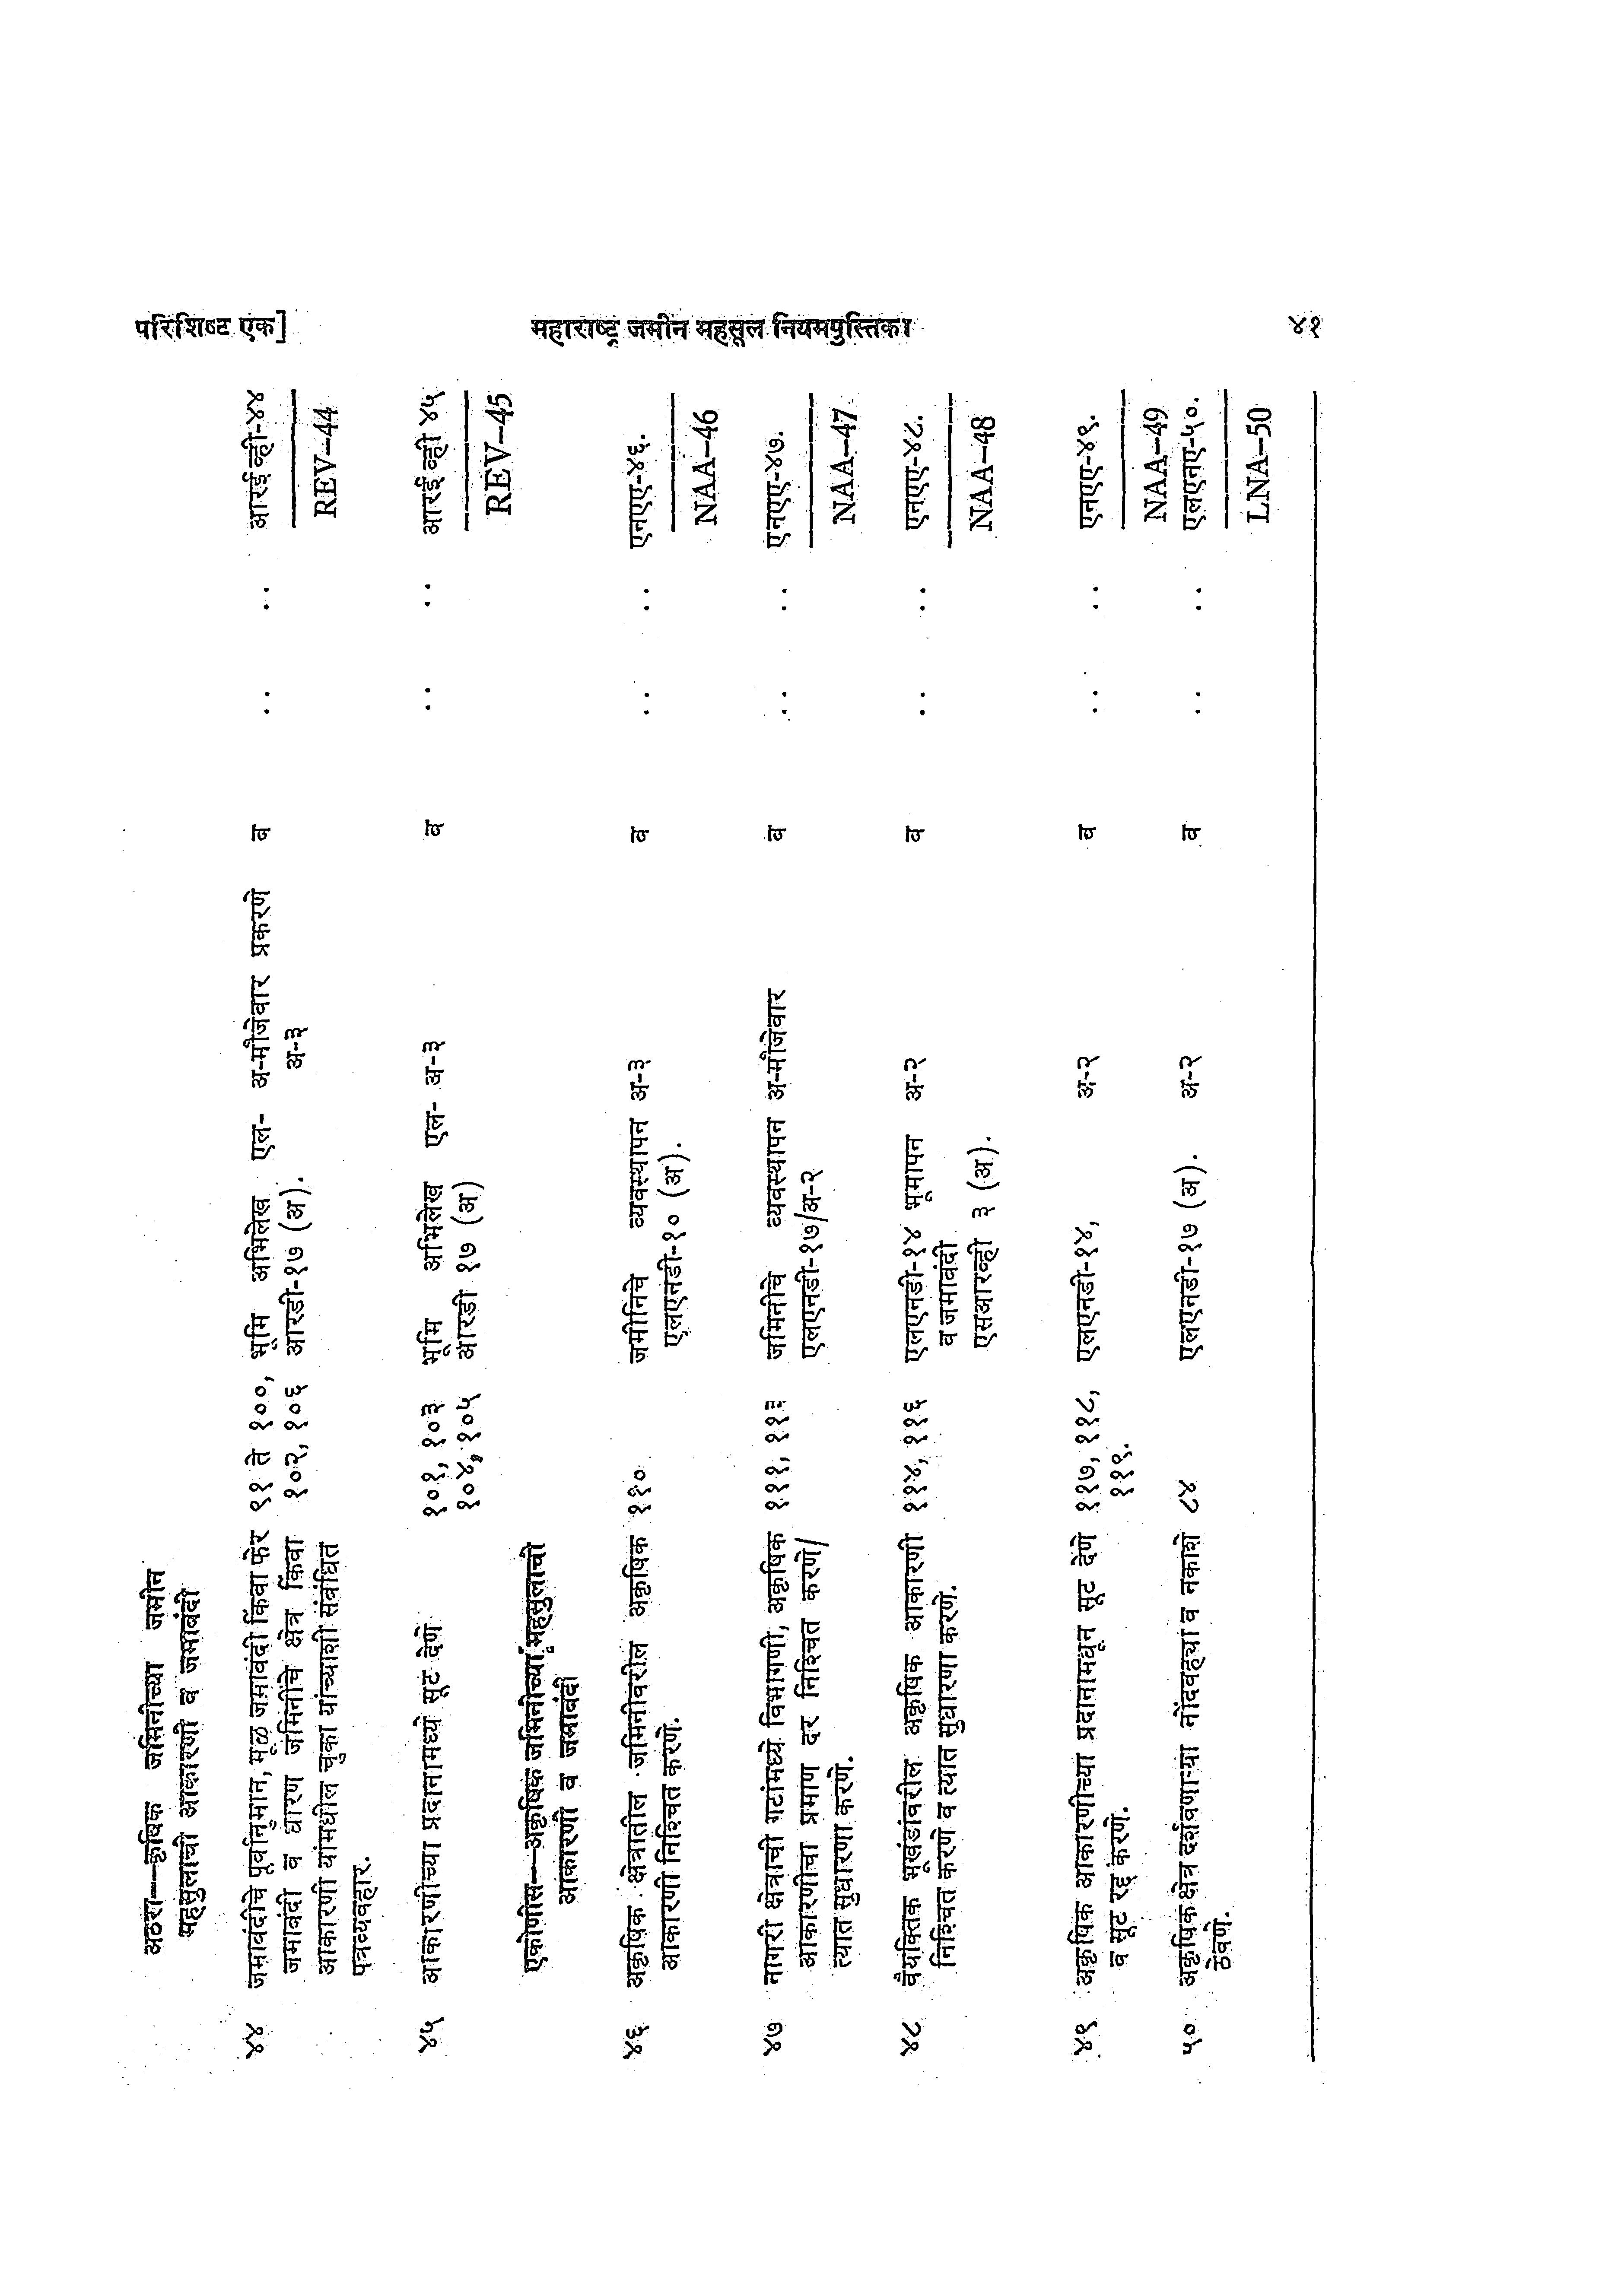 परिशिष्ट एक] महाराष्ट्र जमीन महसूल नियमपुस्तिका ४१
अठरा——कृषिक जमिनीच्या जमीन
महसुलाची आकारणी व जमाबंदी
४४ जमाबंदीचे पूर्वानुमान, मूळ जमाबंदी किंवा फेर ९१ ते १००, भूमि अभिलेख एल- अ-मौजेवार प्रकरणे ब .. .. आरई व्ही-४४
जमाबंदी व धारण जमिनीचे क्षेत्र किंवा १०२, १०६ आरडी-१७ (अ). अ-३ REV–44
आकारणी यांमधील चुका यांच्याशी संबंधित
पत्रव्यवहार.
४५ आकारणीच्या प्रदानामध्ये सूट देणे १०१, १०३ भूमि अभिलेख एल- अ-३ ब .. .. आरई व्ही ४५
१०४, १०५ आरडी १७ (अ) REV–45
एकोणीस——अकृषिक जमिनीच्या महसुलाची
आकारणी व जमाबंदी
४६ अकृषिक क्षेत्रातील जमिनीवरील अकृषिक ११० जमीनिचे व्यवस्थापन अ-३ ब .. .. एनएए-४६.
आकारणी निश्चित करणे. एलएनडी-१० (अ). NAA–46
४७ नागरी क्षेत्राची गटांमध्ये विभागणी, अकृषिक १११, ११३ जमिनीचे व्यवस्थापन अ-मौजेवार ब .. .. एनएए-४७.
आकारणीचा प्रमाण दर निश्चित करणे/ एलएनडी-१७/अ-२ NAA–47
त्यात सुधारणा करणे.
४८ वैयक्तिक भूखंडांवरील अकृषिक आकारणी ११४, ११६ एलएनडी-१४ भूमापन अ-२ ब .. .. एनएए-४८.
निश्चित करणे व त्यात सुधारणा करणे. व जमाबंदी NAA–48
एसआरव्ही ३ (अ).
४९ अकृषिक आकारणीच्या प्रदानामधून सूट देणे ११७, ११८, एलएनडी-१४, अ-२ ब .. .. एनएए-४९.
व सूट रद्द करणे. ११९. NAA–49
५० अकृषिक क्षेत्र दर्शवणाऱ्या नोंदवह्या व नकाशे ८४ एलएनडी-१७ (अ). अ-२ ब .. .. एलएनए-५०.
ठेवणे. LNA–50